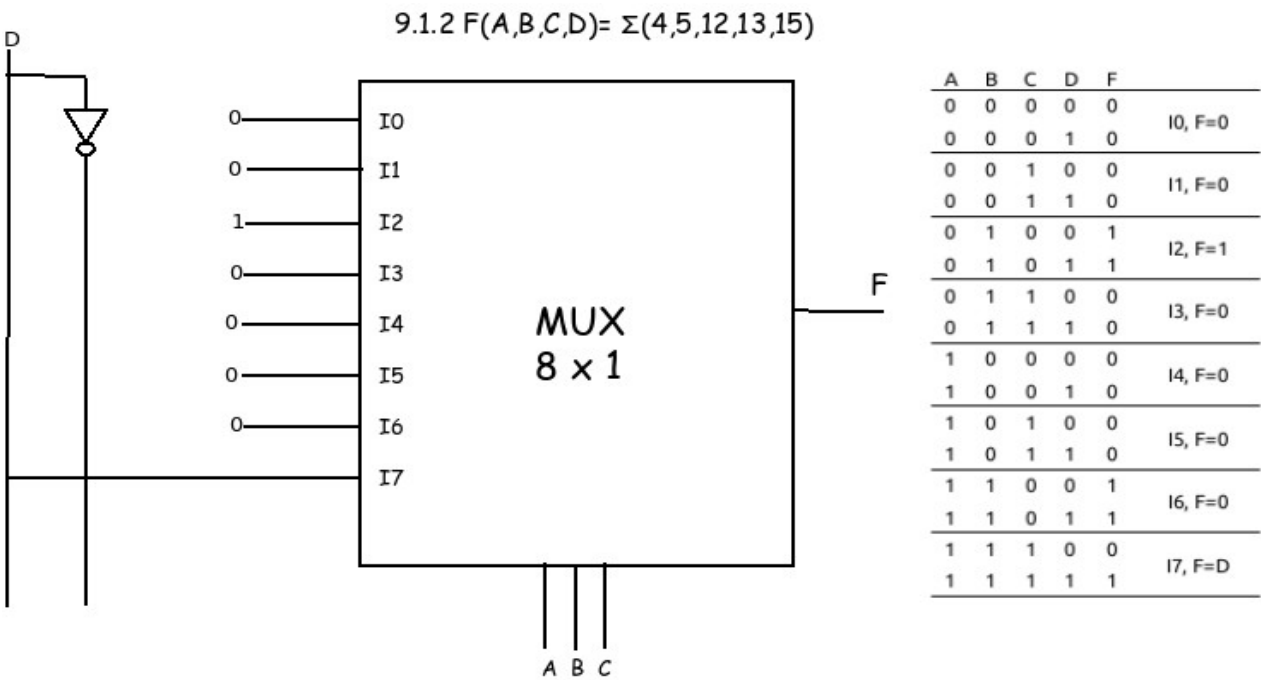 9.1.2 F(A,B,C,D)= Σ(4,5,12,13,15)
D
0 I0
0 I1
1 I2
0 I3
0 I4
0 I5
0 I6
I7
MUX
8 x 1
F
A B C
A B C D F
0 0 0 0 0
I0, F=0
0 0 0 1 0
0 0 1 0 0
I1, F=0
0 0 1 1 0
0 1 0 0 1
I2, F=1
0 1 0 1 1
0 1 1 0 0
I3, F=0
0 1 1 1 0
1 0 0 0 0
I4, F=0
1 0 0 1 0
1 0 1 0 0
I5, F=0
1 0 1 1 0
1 1 0 0 1
I6, F=0
1 1 0 1 1
1 1 1 0 0
I7, F=D
1 1 1 1 1